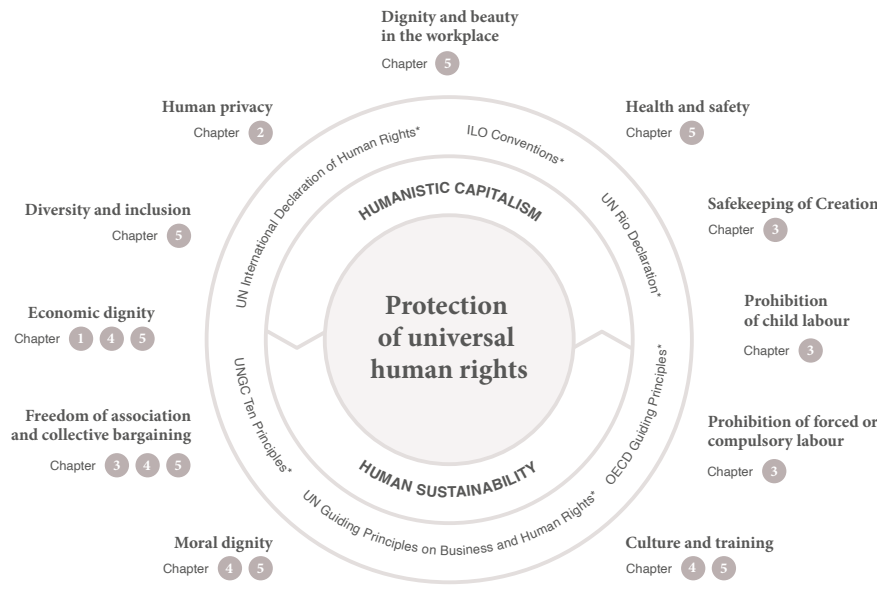 Dignity and beauty
in the workplace
Chapter 5
Human privacy
Chapter 2
Health and safety
Chapter 5
Diversity and inclusion
Chapter 5
Safekeeping of Creation
Chapter 3
Economic dignity
Chapter 1 4 5
Prohibition
of child labour
Chapter 3
Freedom of association
and collective bargaining
Chapter 3 4 5
Prohibition of forced or
compulsory labour
Chapter 3
Moral dignity
Chapter 4 5
Culture and training
Chapter 4 5
UN International Declaration of Human Rights*
ILO Conventions*
UN Rio Declaration*
OECD Guiding Principles*
UN Guiding Principles on Business and Human Rights*
UNGC Ten Principles*
HUMANISTIC CAPITALISM
Protection
of universal
human rights
HUMAN SUSTAINABILITY